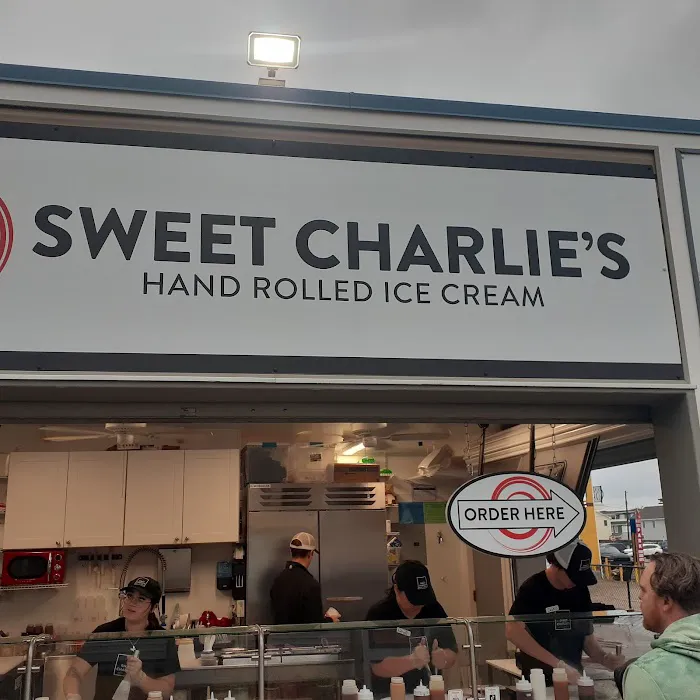 SWEET CHARLIE'S
HAND ROLLED ICE CREAM
ORDER HERE